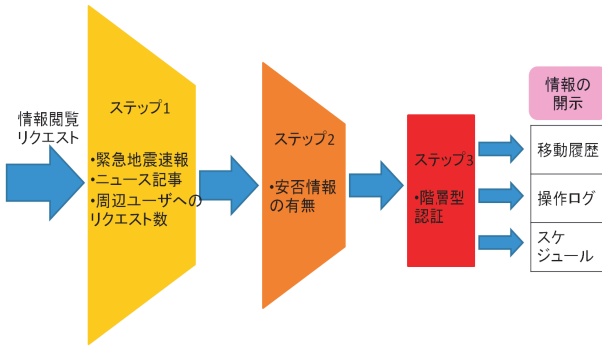 情報閲覧
リクエスト
ステップ1
・緊急地震速報
・ニュース記事
・周辺ユーザへの
リクエスト数
ステップ2
・安否情報
の有無
ステップ3
・階層型
認証
情報の
開示
移動履歴
操作ログ
スケ
ジュール